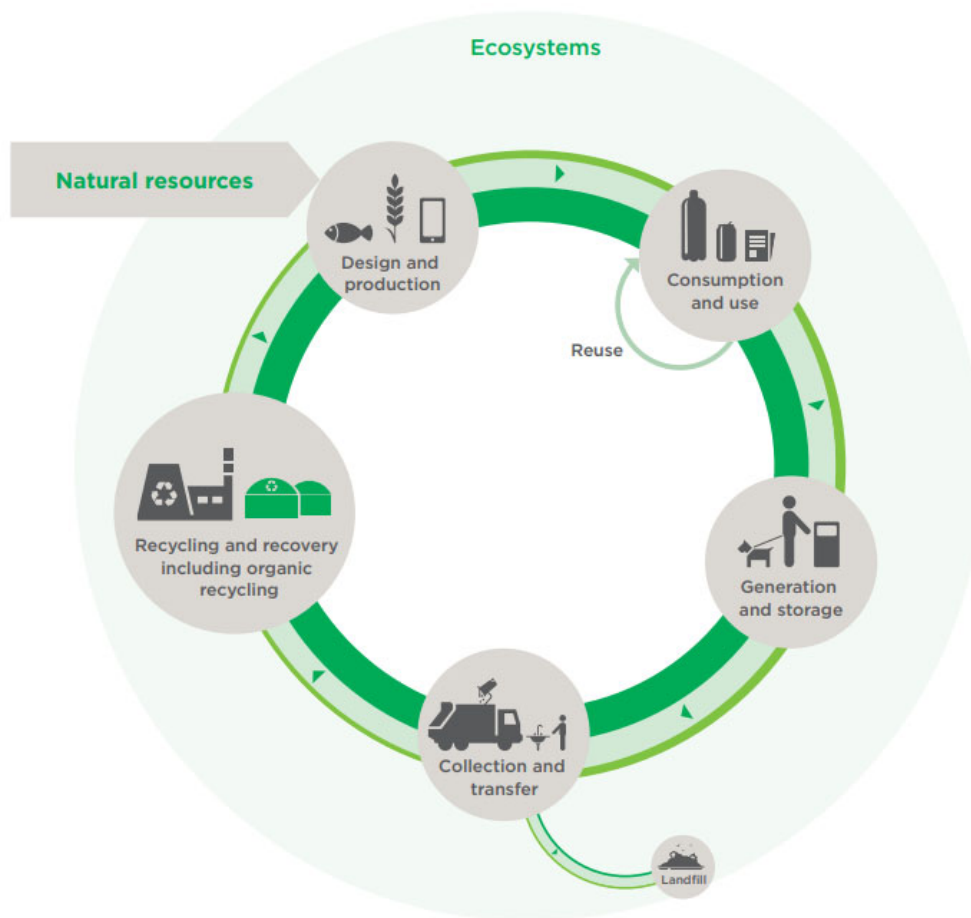 Ecosystems
Natural resources
Design and
production
Consumption
and use
Reuse
Recycling and recovery
including organic
recycling
Generation
and storage
Collection and
transfer
Landfill